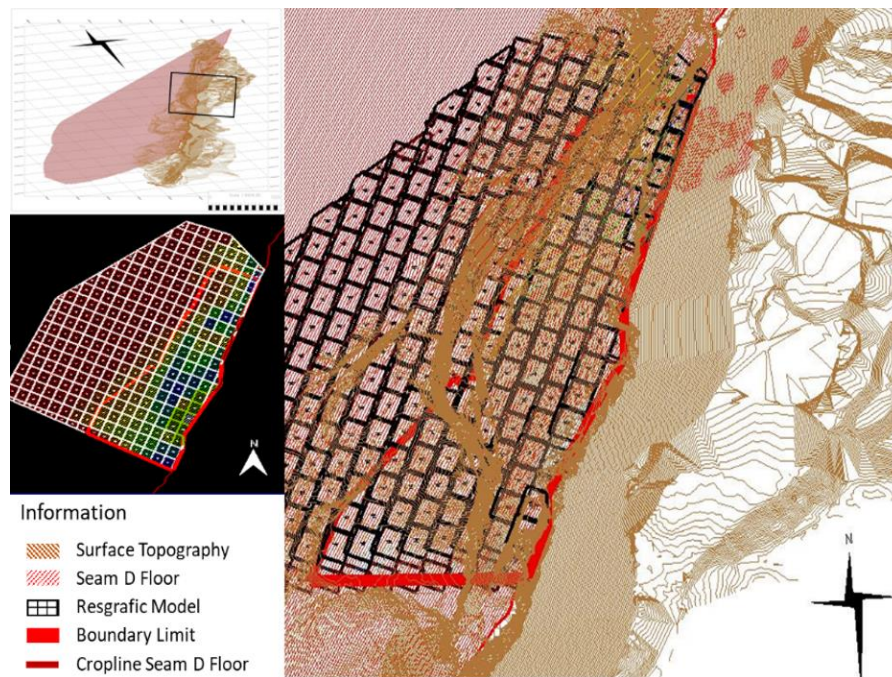 N
Information
Surface Topography
Seam D Floor
Resgrafic Model
Boundary Limit
Cropline Seam D Floor
N